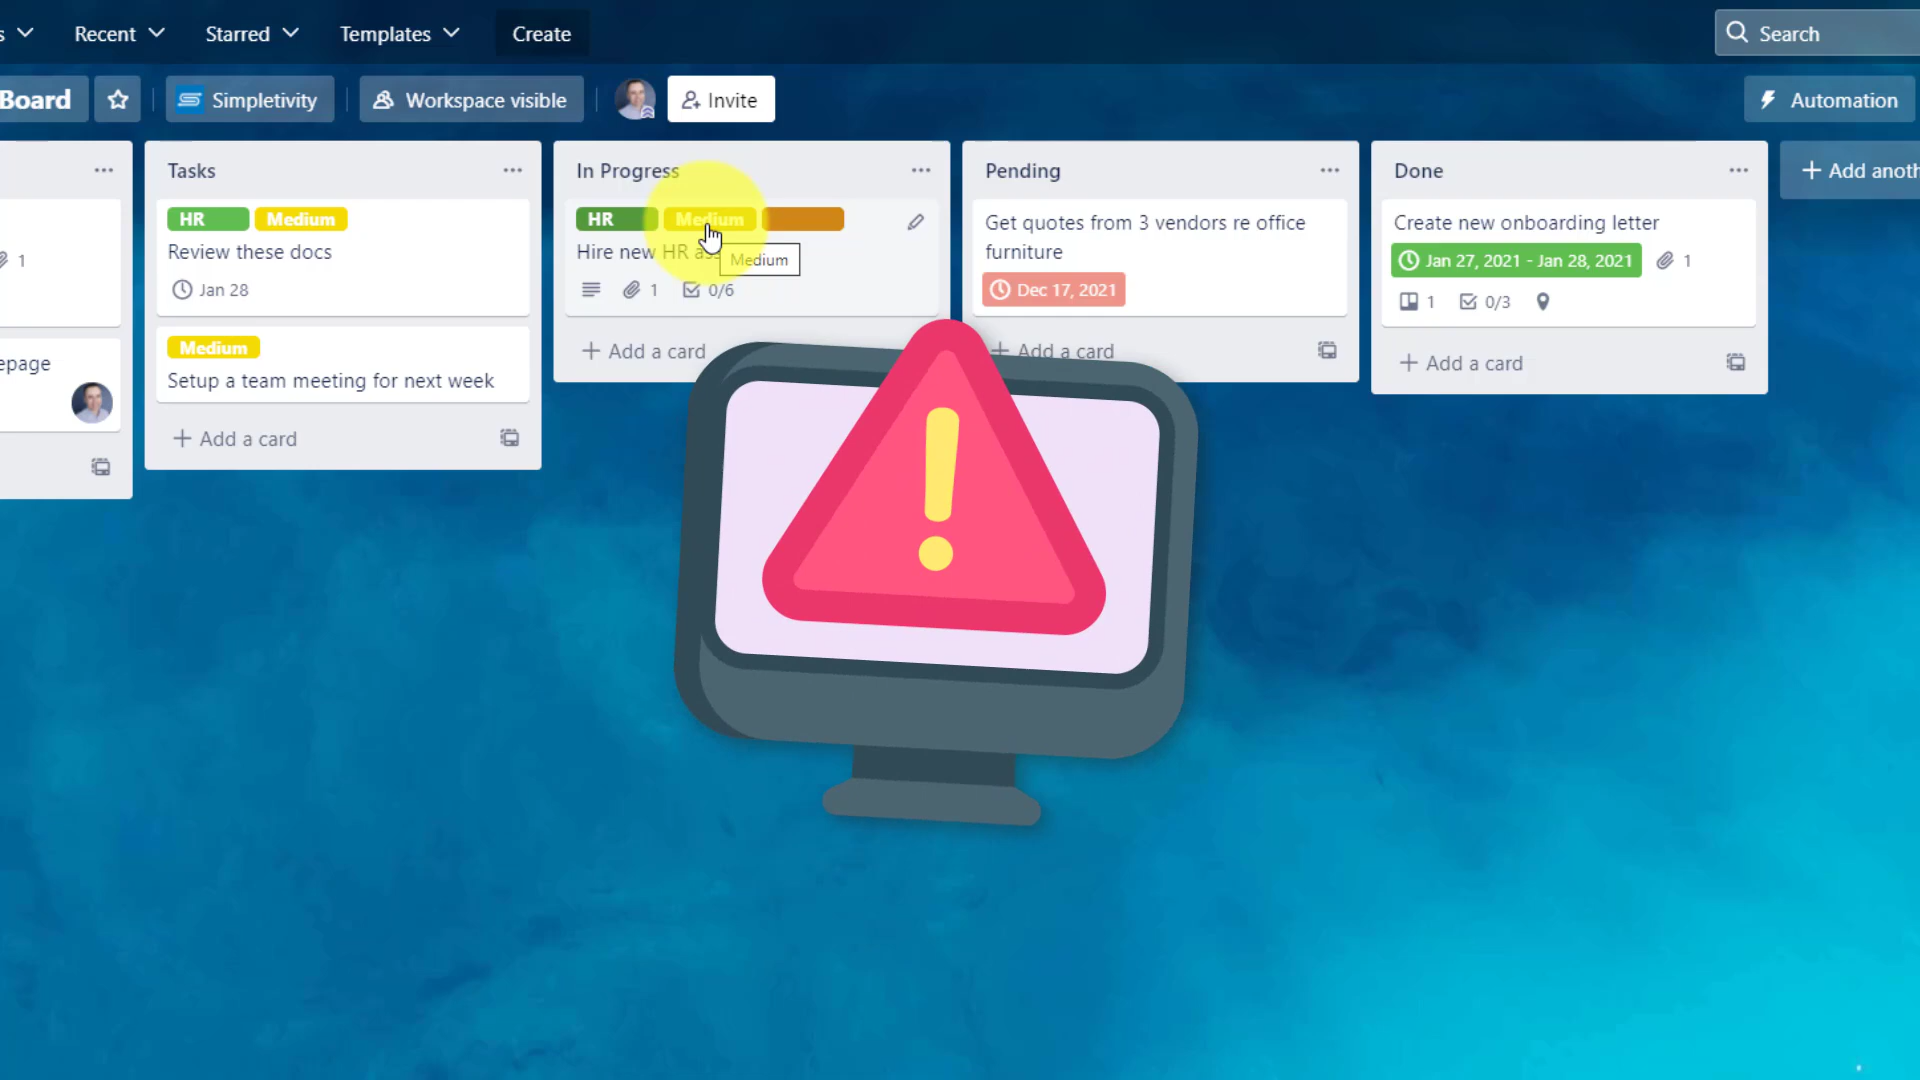 s Recent Starred Templates Create Search
Board Simpletivity Workspace visible Invite Automation
Tasks
HR Medium
Review these docs
Jan 28
Medium
Setup a team meeting for next week
+ Add a card
1
epage
In Progress
HR Medium
Hire new HR
Medium
1 0/6
+ Add a card
Pending
Get quotes from 3 vendors re office
furniture
Dec 17, 2021
+ Add a card
Done
Create new onboarding letter
Jan 27, 2021 - Jan 28, 2021 1
1 0/3
+ Add a card
+ Add anoth